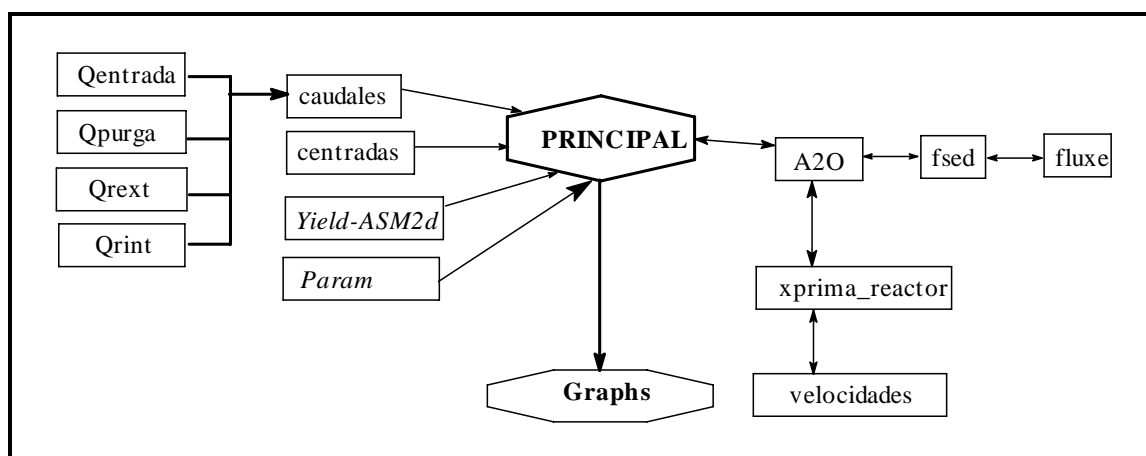 Qentrada
Qpurga
Qrext
Qrint
caudales
centradas
Yield-ASM2d
Param
PRINCIPAL
Graphs
A2O
fsed
fluxe
xprima_reactor
velocidades